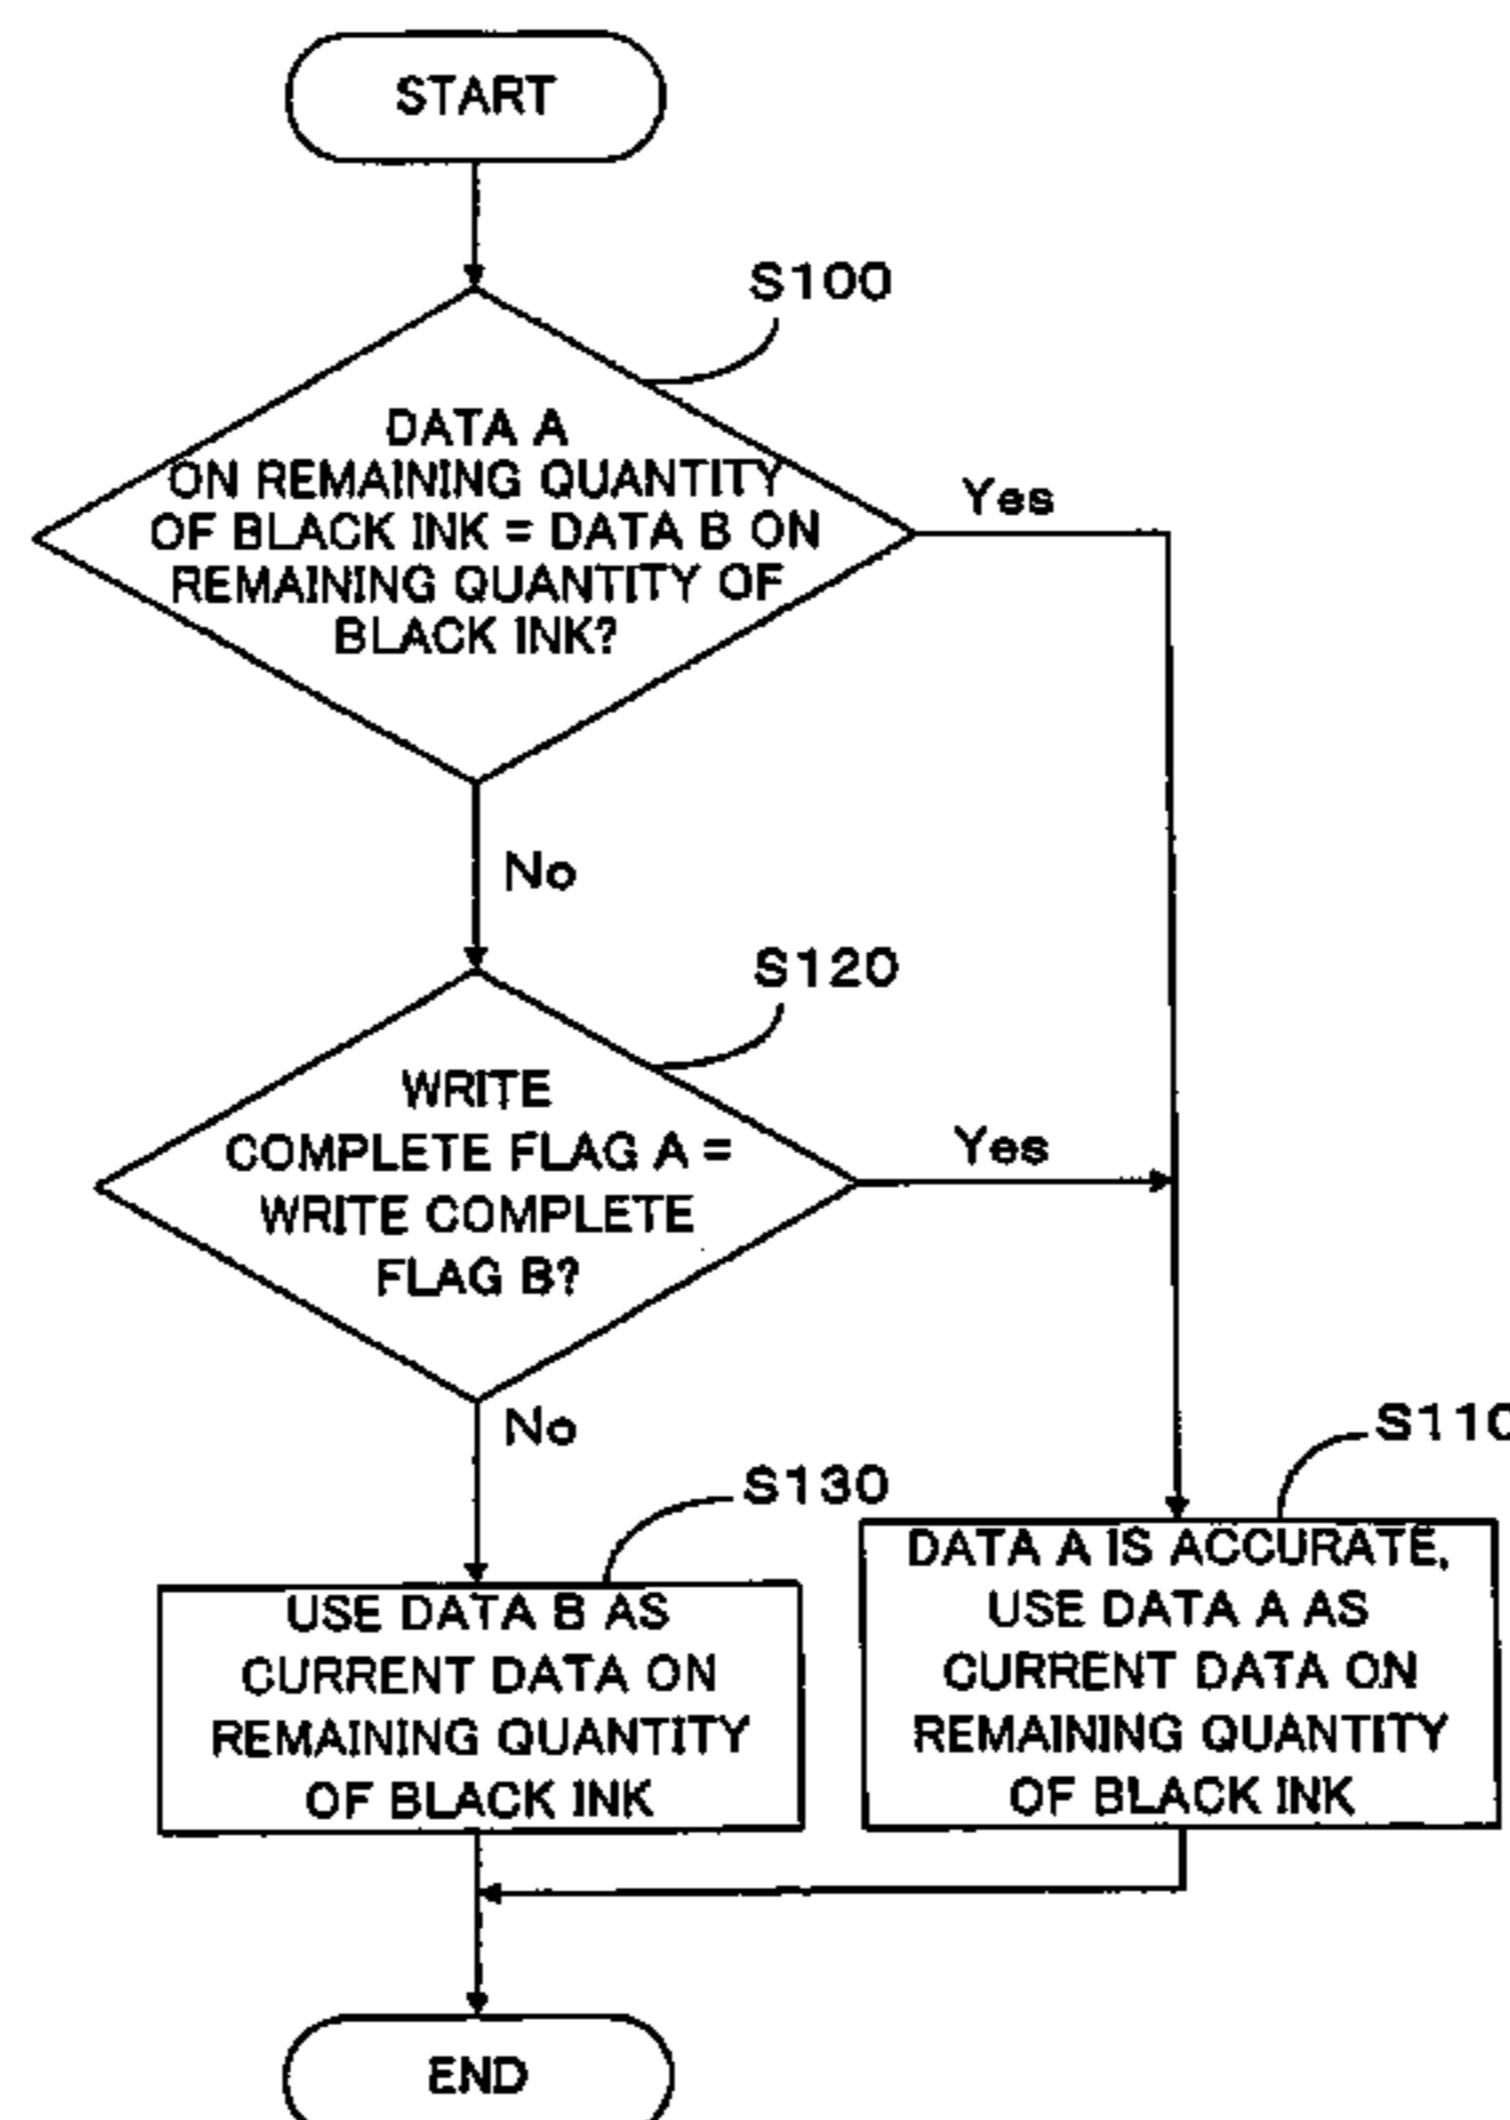 START
S100
DATA A
ON REMAINING QUANTITY
OF BLACK INK = DATA B ON
REMAINING QUANTITY OF
BLACK INK?
Yes
No
S120
WRITE
COMPLETE FLAG A =
WRITE COMPLETE
FLAG B?
Yes
No
S110
S130
USE DATA B AS
CURRENT DATA ON
REMAINING QUANTITY
OF BLACK INK
DATA A IS ACCURATE,
USE DATA A AS
CURRENT DATA ON
REMAINING QUANTITY
OF BLACK INK
END